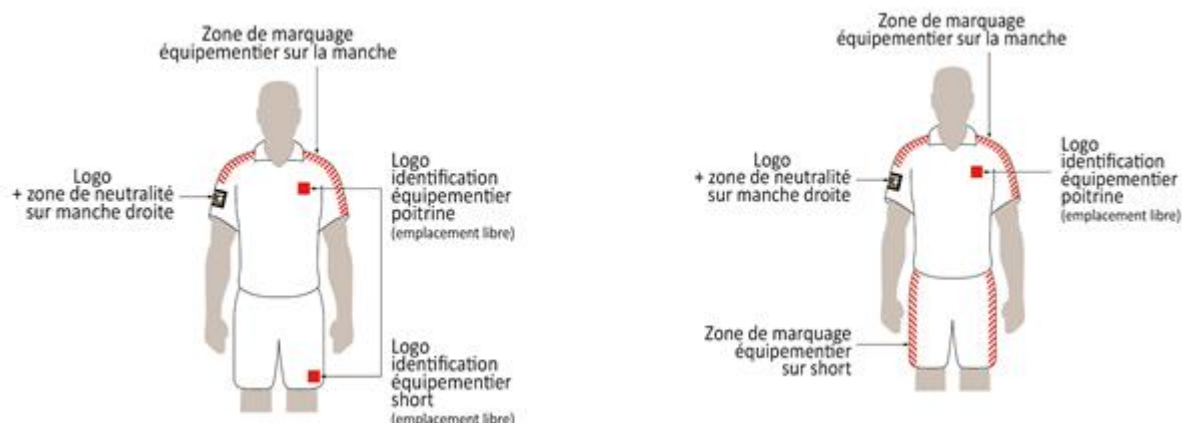 Zone de marquage
équipementier sur la manche
Logo
+ zone de neutralité
sur manche droite
Logo
identification
équipementier
poitrine
(emplacement libre)
Logo
identification
équipementier
short
(emplacement libre)
Zone de marquage
équipementier sur la manche
Logo
+ zone de neutralité
sur manche droite
Logo
identification
équipementier
poitrine
(emplacement libre)
Zone de marquage
équipementier
sur short